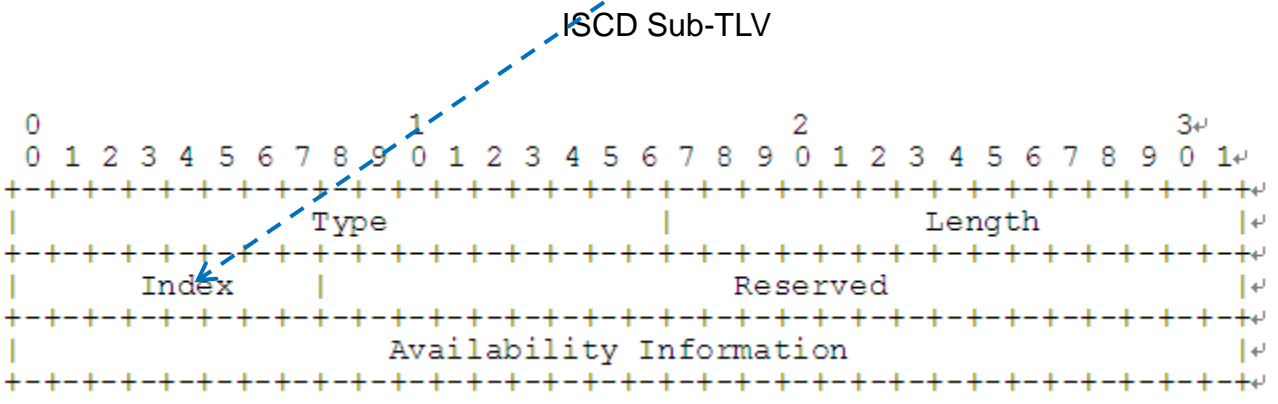 ISCD Sub-TLV
 0                   1                   2                   3↵
 0 1 2 3 4 5 6 7 8 9 0 1 2 3 4 5 6 7 8 9 0 1 2 3 4 5 6 7 8 9 0 1↵
+-+-+-+-+-+-+-+-+-+-+-+-+-+-+-+-+-+-+-+-+-+-+-+-+-+-+-+-+-+-+-+-+↵
|               Type              |             Length            |↵
+-+-+-+-+-+-+-+-+-+-+-+-+-+-+-+-+-+-+-+-+-+-+-+-+-+-+-+-+-+-+-+-+↵
|      Index    |                     Reserved                  |↵
+-+-+-+-+-+-+-+-+-+-+-+-+-+-+-+-+-+-+-+-+-+-+-+-+-+-+-+-+-+-+-+-+↵
|                   Availability Information                    |↵
+-+-+-+-+-+-+-+-+-+-+-+-+-+-+-+-+-+-+-+-+-+-+-+-+-+-+-+-+-+-+-+-+↵